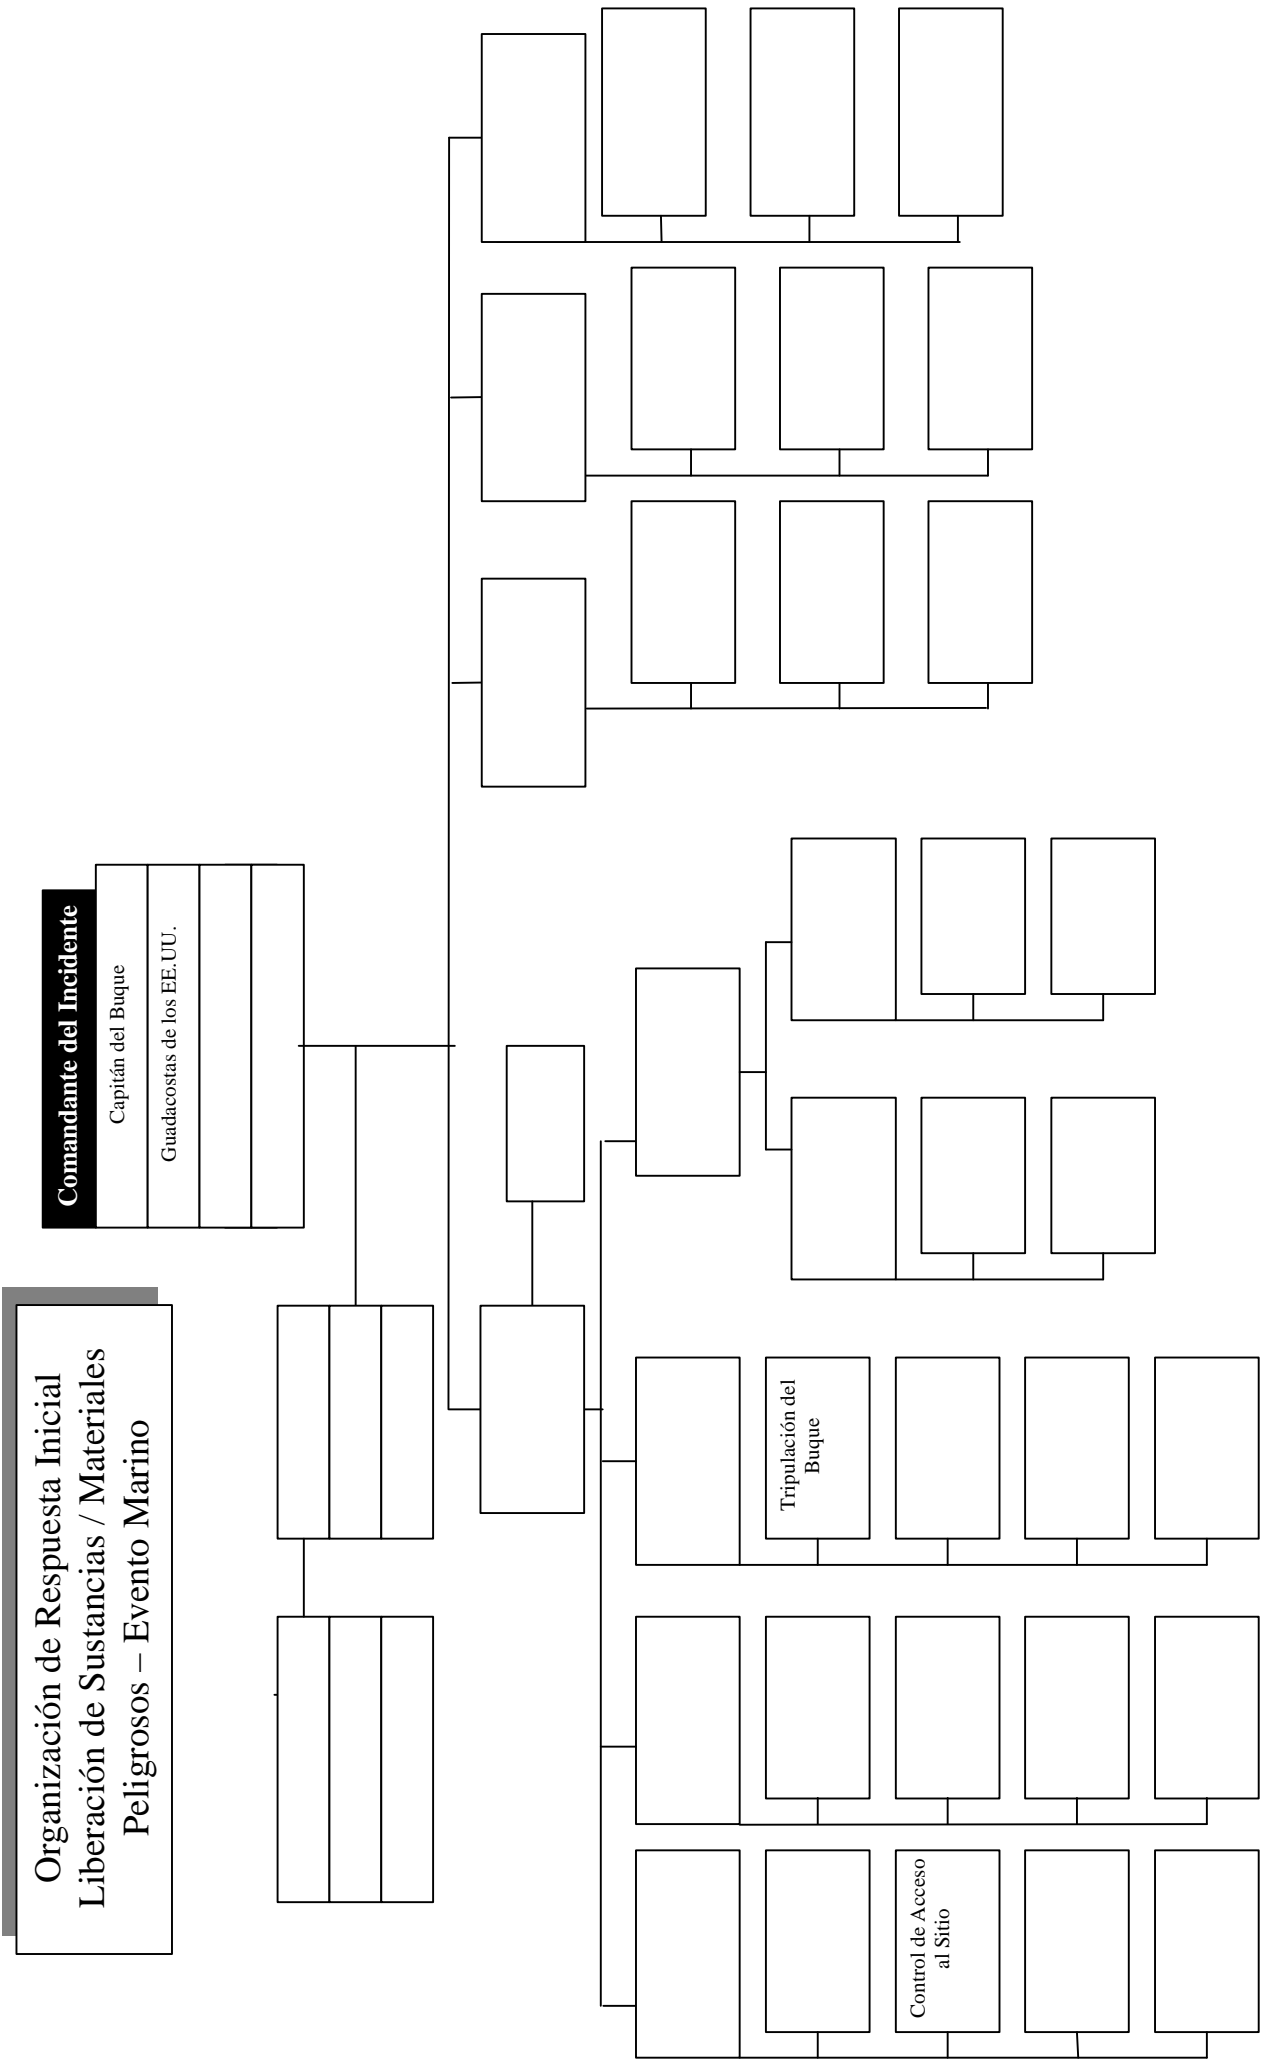 Organización de Respuesta Inicial
Liberación de Sustancias / Materiales
Peligrosos – Evento Marino
Comandante del Incidente
Capitán del Buque
Guadacostas de los EE.UU.
Tripulación del
Buque
Control de Acceso
al Sitio